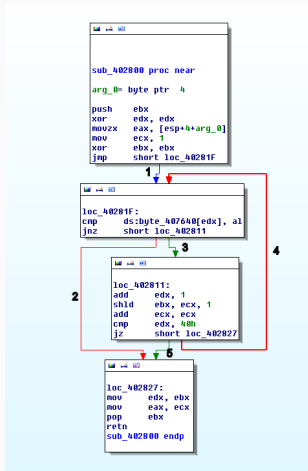 sub_402800 proc near
arg_0= byte ptr  4
push    ebx
xor     edx, edx
movzx   eax, [esp+4+arg_0]
mov     ecx, 1
xor     ebx, ebx
jmp     short loc_40281F
1
loc_40281F:
cmp     ds:byte_407640[edx], al
jnz     short loc_402811
3
4
2
loc_402811:
add     edx, 1
shld    ebx, ecx, 1
add     ecx, ecx
cmp     edx, 40h
jz      short loc_402827
5
loc_402827:
mov     edx, ebx
mov     eax, ecx
pop     ebx
retn
sub_402800 endp